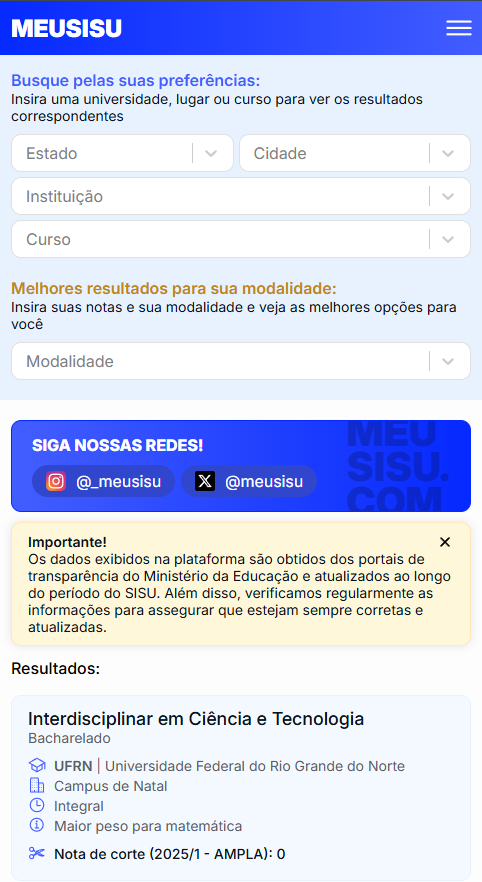 MEUSISU
Busque pelas suas preferências:
Insira uma universidade, lugar ou curso para ver os resultados
correspondentes
Estado
Cidade
Instituição
Curso
Melhores resultados para sua modalidade:
Insira suas notas e sua modalidade e veja as melhores opções para
você
Modalidade
SIGA NOSSAS REDES!
@_meusisu
@meusisu
MEU
SISU.
COM
Importante!
Os dados exibidos na plataforma são obtidos dos portais de
transparência do Ministério da Educação e atualizados ao longo
do período do SISU. Além disso, verificamos regularmente as
informações para assegurar que estejam sempre corretas e
atualizadas.
Resultados:
Interdisciplinar em Ciência e Tecnologia
Bacharelado
UFRN | Universidade Federal do Rio Grande do Norte
Campus de Natal
Integral
Maior peso para matemática
Nota de corte (2025/1 - AMPLA): 0